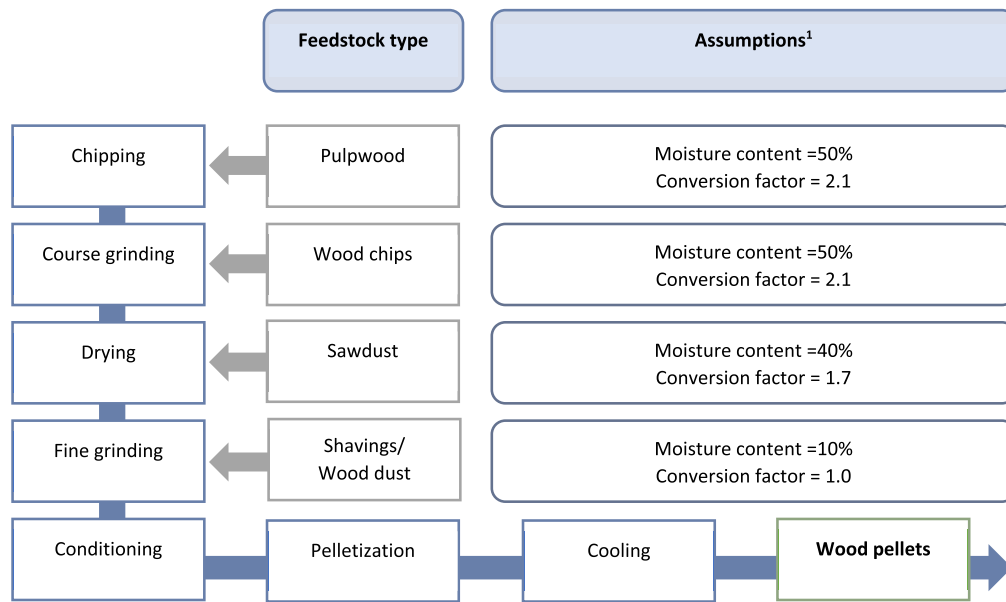 Feedstock type
Assumptions¹
Chipping
Pulpwood
Moisture content =50%
Conversion factor = 2.1
Course grinding
Wood chips
Moisture content =50%
Conversion factor = 2.1
Drying
Sawdust
Moisture content =40%
Conversion factor = 1.7
Fine grinding
Shavings/
Wood dust
Moisture content =10%
Conversion factor = 1.0
Conditioning
Pelletization
Cooling
Wood pellets